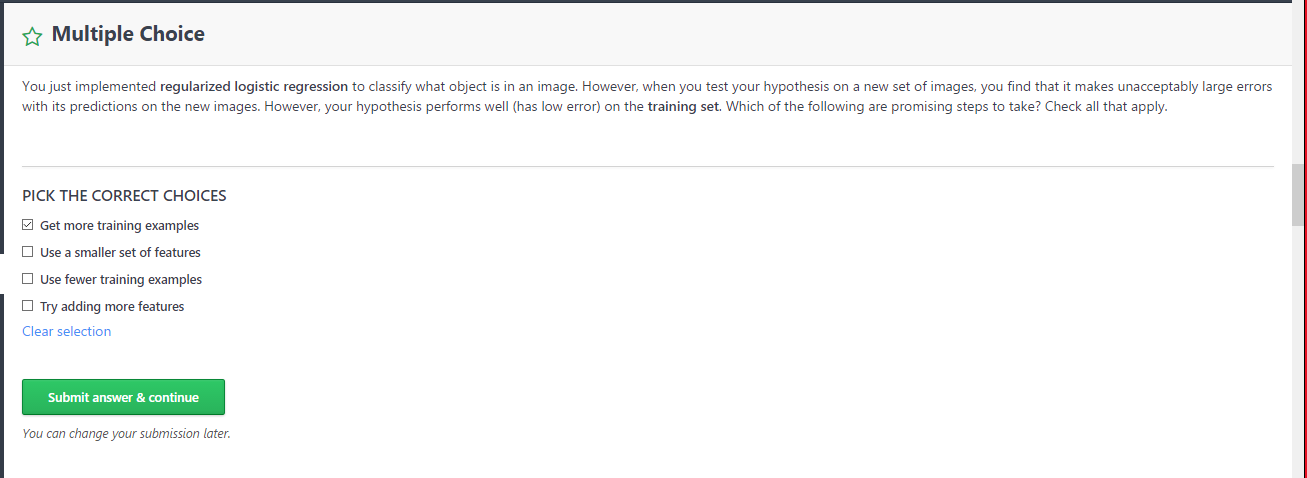 Multiple Choice
You just implemented regularized logistic regression to classify what object is in an image. However, when you test your hypothesis on a new set of images, you find that it makes unacceptably large errors
with its predictions on the new images. However, your hypothesis performs well (has low error) on the training set. Which of the following are promising steps to take? Check all that apply.
PICK THE CORRECT CHOICES
Get more training examples
Use a smaller set of features
Use fewer training examples
Try adding more features
Clear selection
Submit answer & continue
You can change your submission later.